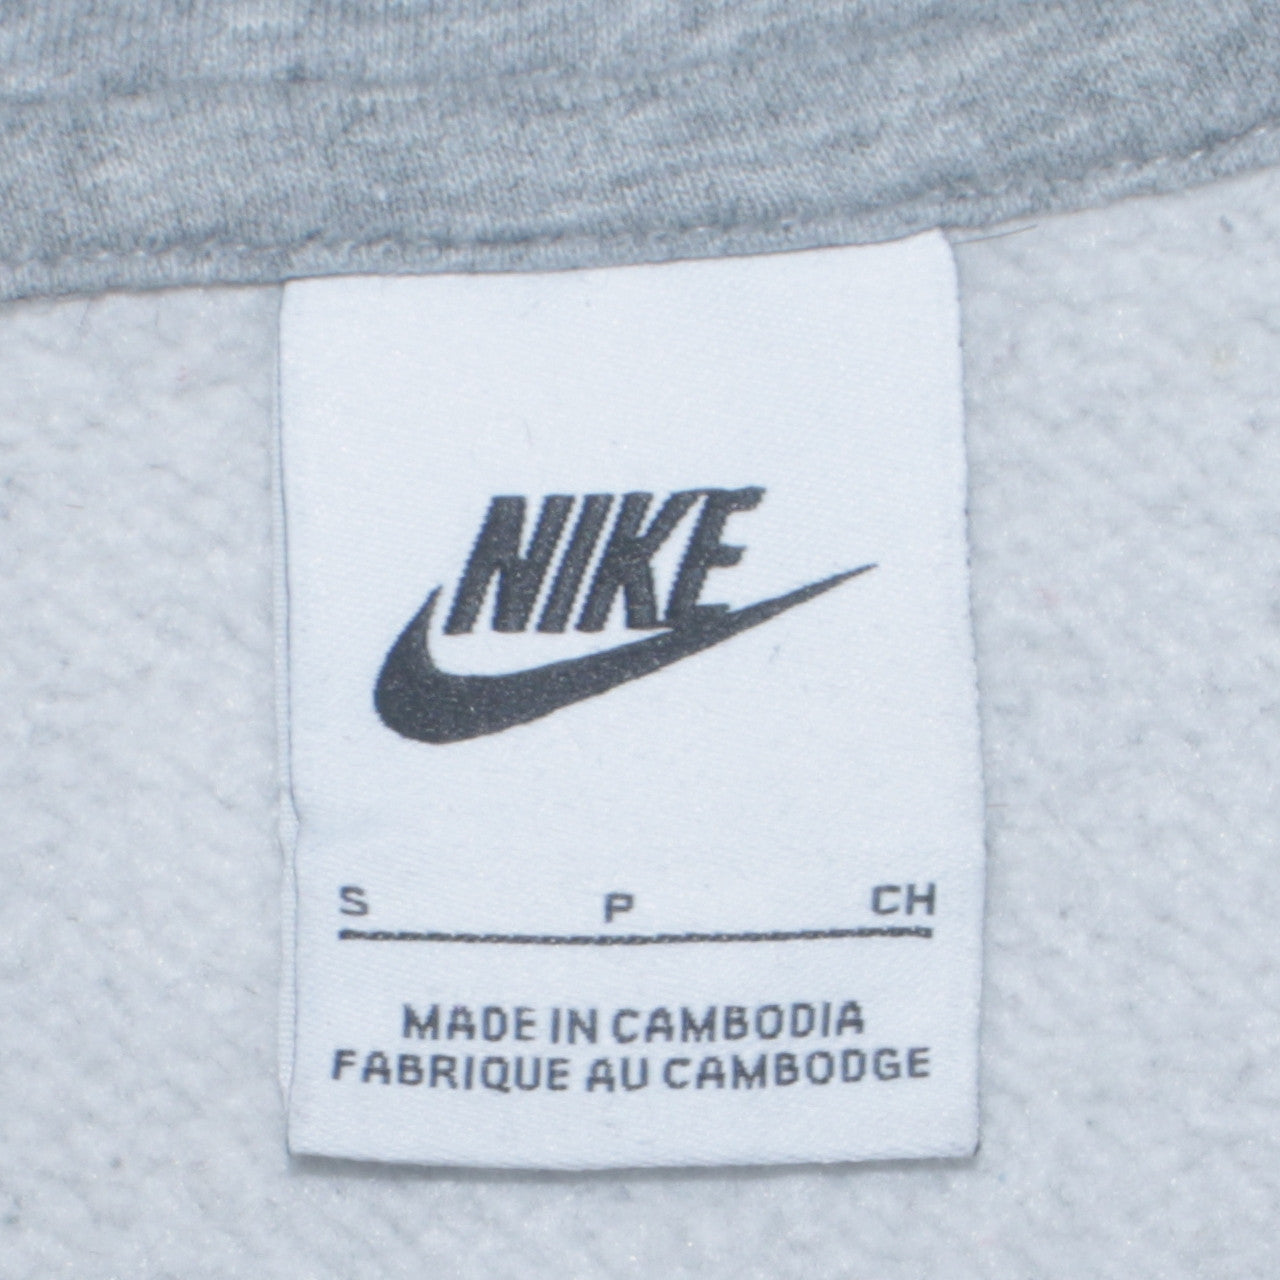 NIKE
S P CH
MADE IN CAMBODIA
FABRIQUE AU CAMBODGE